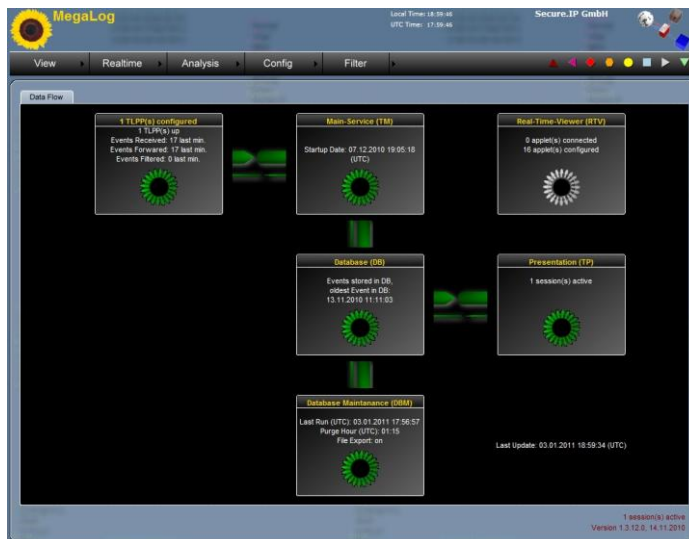 MegaLog
Local Time: 18:59:46
UTC Time: 17:59:46
Secure.IP GmbH
View
Realtime
Analysis
Config
Filter
Data Flow
1 TLPP(s) configured
1 TLPP(s) up
Events Received: 17 last min.
Events Forwared: 17 last min.
Events Filtered: 0 last min.
Main-Service (TM)
Startup Date: 07.12.2010 19:05:18
(UTC)
Real-Time-Viewer (RTV)
0 applet(s) connected
16 applet(s) configured
Database (DB)
Events stored in DB,
oldest Event in DB:
13.11.2010 11:11:03
Presentation (TP)
1 session(s) active
Database Maintanance (DBM)
Last Run (UTC): 03.01.2011 17:56:57
Purge Hour (UTC): 01:15
File Export: on
Last Update: 03.01.2011 18:59:34 (UTC)
1 session(s) active
Version 1.3.12.0, 14.11.2010